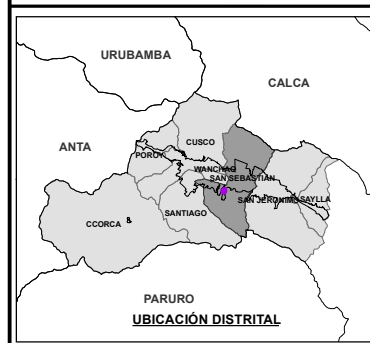 URUBAMBA
CALCA
ANTA
CUSCO
POROY
WANCHAQ
SAN SEBASTIAN
SAN JERONIMO
SAYLLA
CCORCA
SANTIAGO
PARURO
UBICACIÓN DISTRITAL